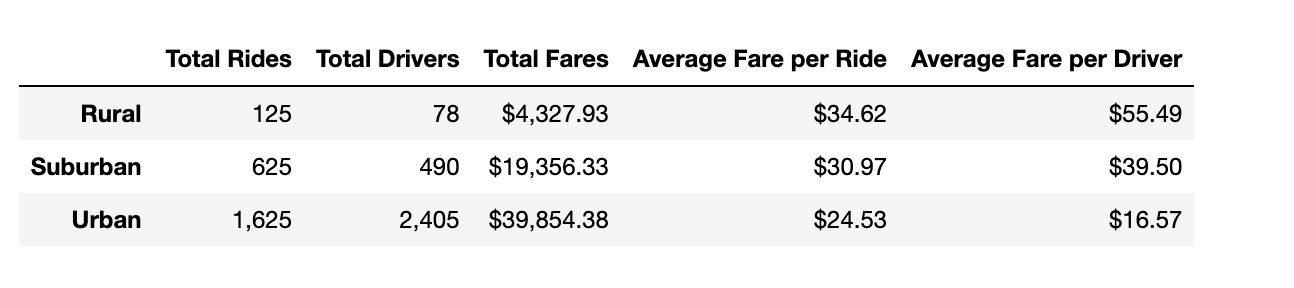 Total Rides Total Drivers Total Fares Average Fare per Ride Average Fare per Driver
Rural 125 78 $4,327.93 $34.62 $55.49
Suburban 625 490 $19,356.33 $30.97 $39.50
Urban 1,625 2,405 $39,854.38 $24.53 $16.57